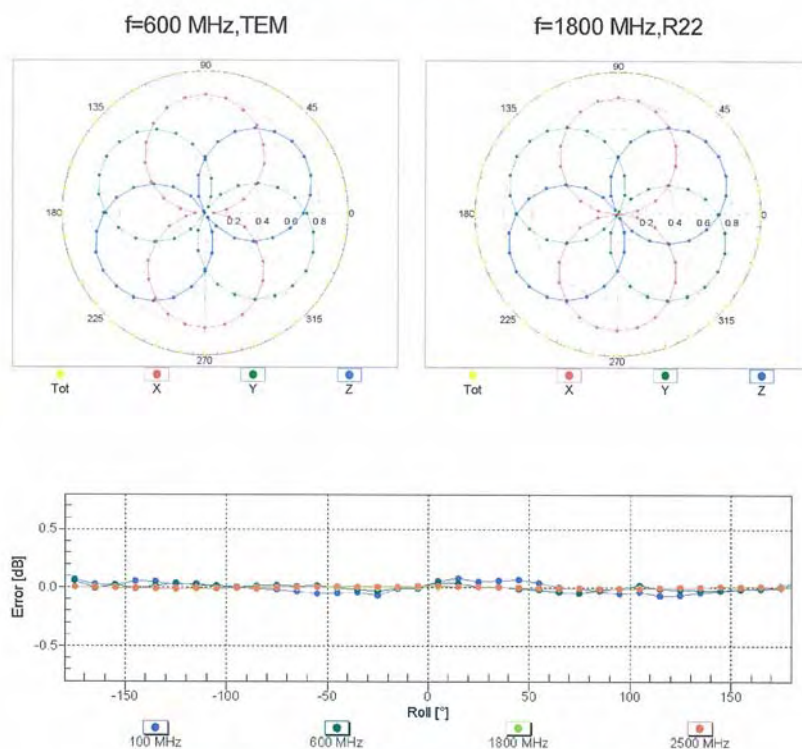 f=600 MHz,TEM
f=1800 MHz,R22
90
135
45
180
0.2 0.4 0.6 0.8
0
225
315
270
Tot
X
Y
Z
90
135
45
180
0.2 0.4 0.6 0.8
0
225
315
270
Tot
X
Y
Z
Error [dB]
0.5
0.0
-0.5
-150
-100
-50
0
50
100
150
Roll [°]
100 MHz
600 MHz
1800 MHz
2500 MHz